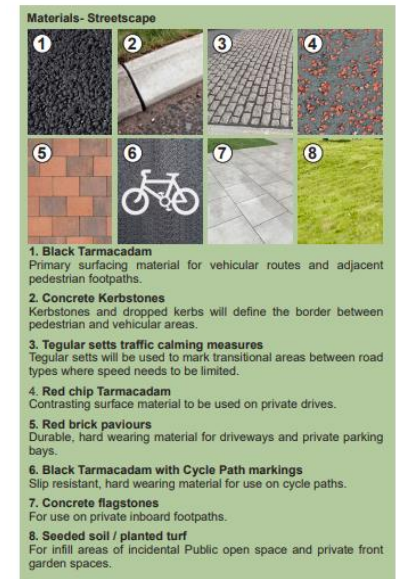 Materials- Streetscape
1 2 3 4
5 6 7 8
1. Black Tarmacadam
Primary surfacing material for vehicular routes and adjacent
pedestrian footpaths.
2. Concrete Kerbstones
Kerbstones and dropped kerbs will define the border between
pedestrian and vehicular areas.
3. Tegular setts traffic calming measures
Tegular setts will be used to mark transitional areas between road
types where speed needs to be limited.
4. Red chip Tarmacadam
Contrasting surface material to be used on private drives.
5. Red brick paviours
Durable, hard wearing material for driveways and private parking
bays.
6. Black Tarmacadam with Cycle Path markings
Slip resistant, hard wearing material for use on cycle paths.
7. Concrete flagstones
For use on private inboard footpaths.
8. Seeded soil / planted turf
For infill areas of incidental Public open space and private front
garden spaces.